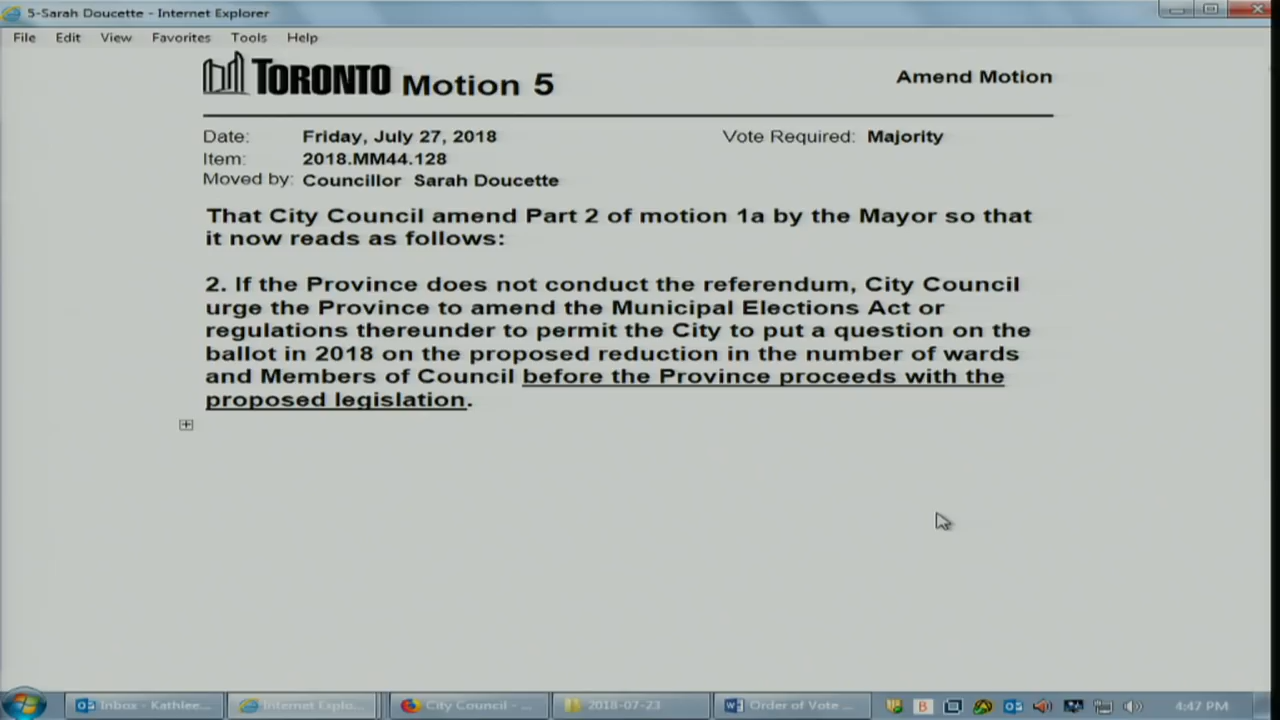 5-Sarah Doucette - Internet Explorer
File Edit View Favorites Tools Help
TORONTO Motion 5
Amend Motion
Date: Friday, July 27, 2018
Vote Required: Majority
Item: 2018.MM44.128
Moved by: Councillor Sarah Doucette
That City Council amend Part 2 of motion 1a by the Mayor so that
it now reads as follows:
2. If the Province does not conduct the referendum, City Council
urge the Province to amend the Municipal Elections Act or
regulations thereunder to permit the City to put a question on the
ballot in 2018 on the proposed reduction in the number of wards
and Members of Council before the Province proceeds with the
proposed legislation.
Inbox - Kathlee... Internet Explo... City Council - ... 2018-07-23 Order of Vote ... 4:47 PM